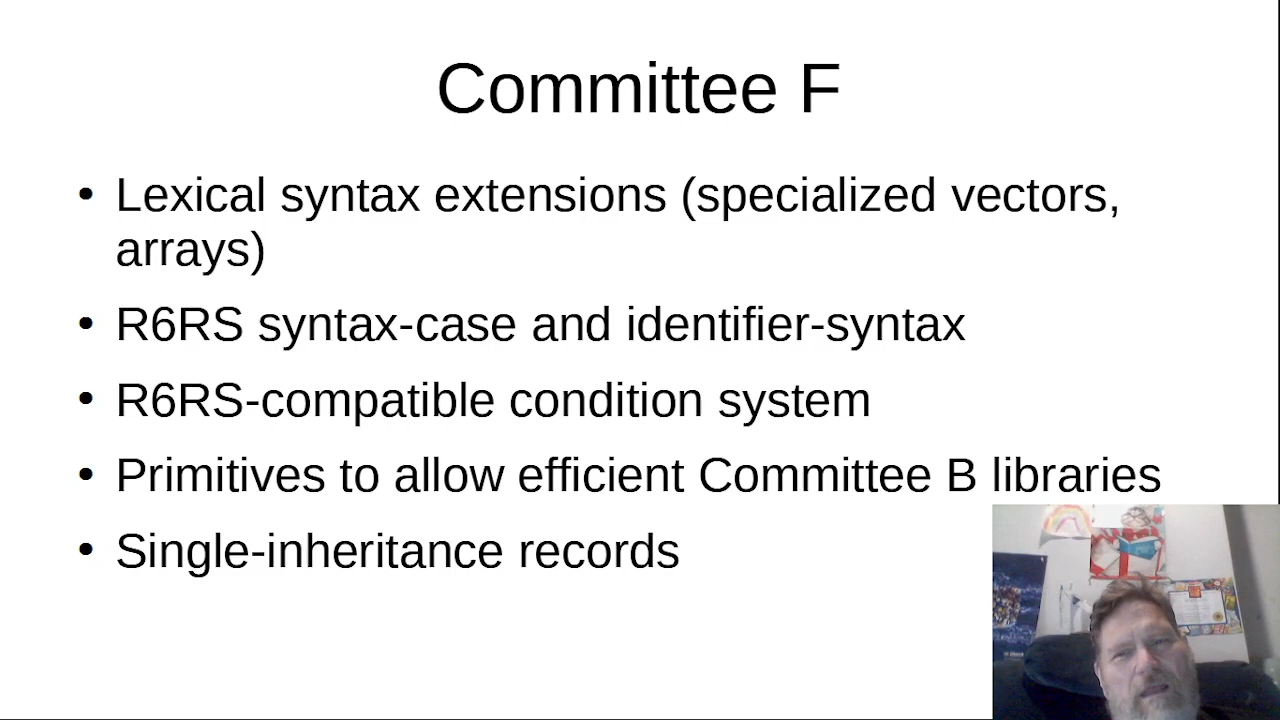 Committee F
• Lexical syntax extensions (specialized vectors,
arrays)
• R6RS syntax-case and identifier-syntax
• R6RS-compatible condition system
• Primitives to allow efficient Committee B libraries
• Single-inheritance records